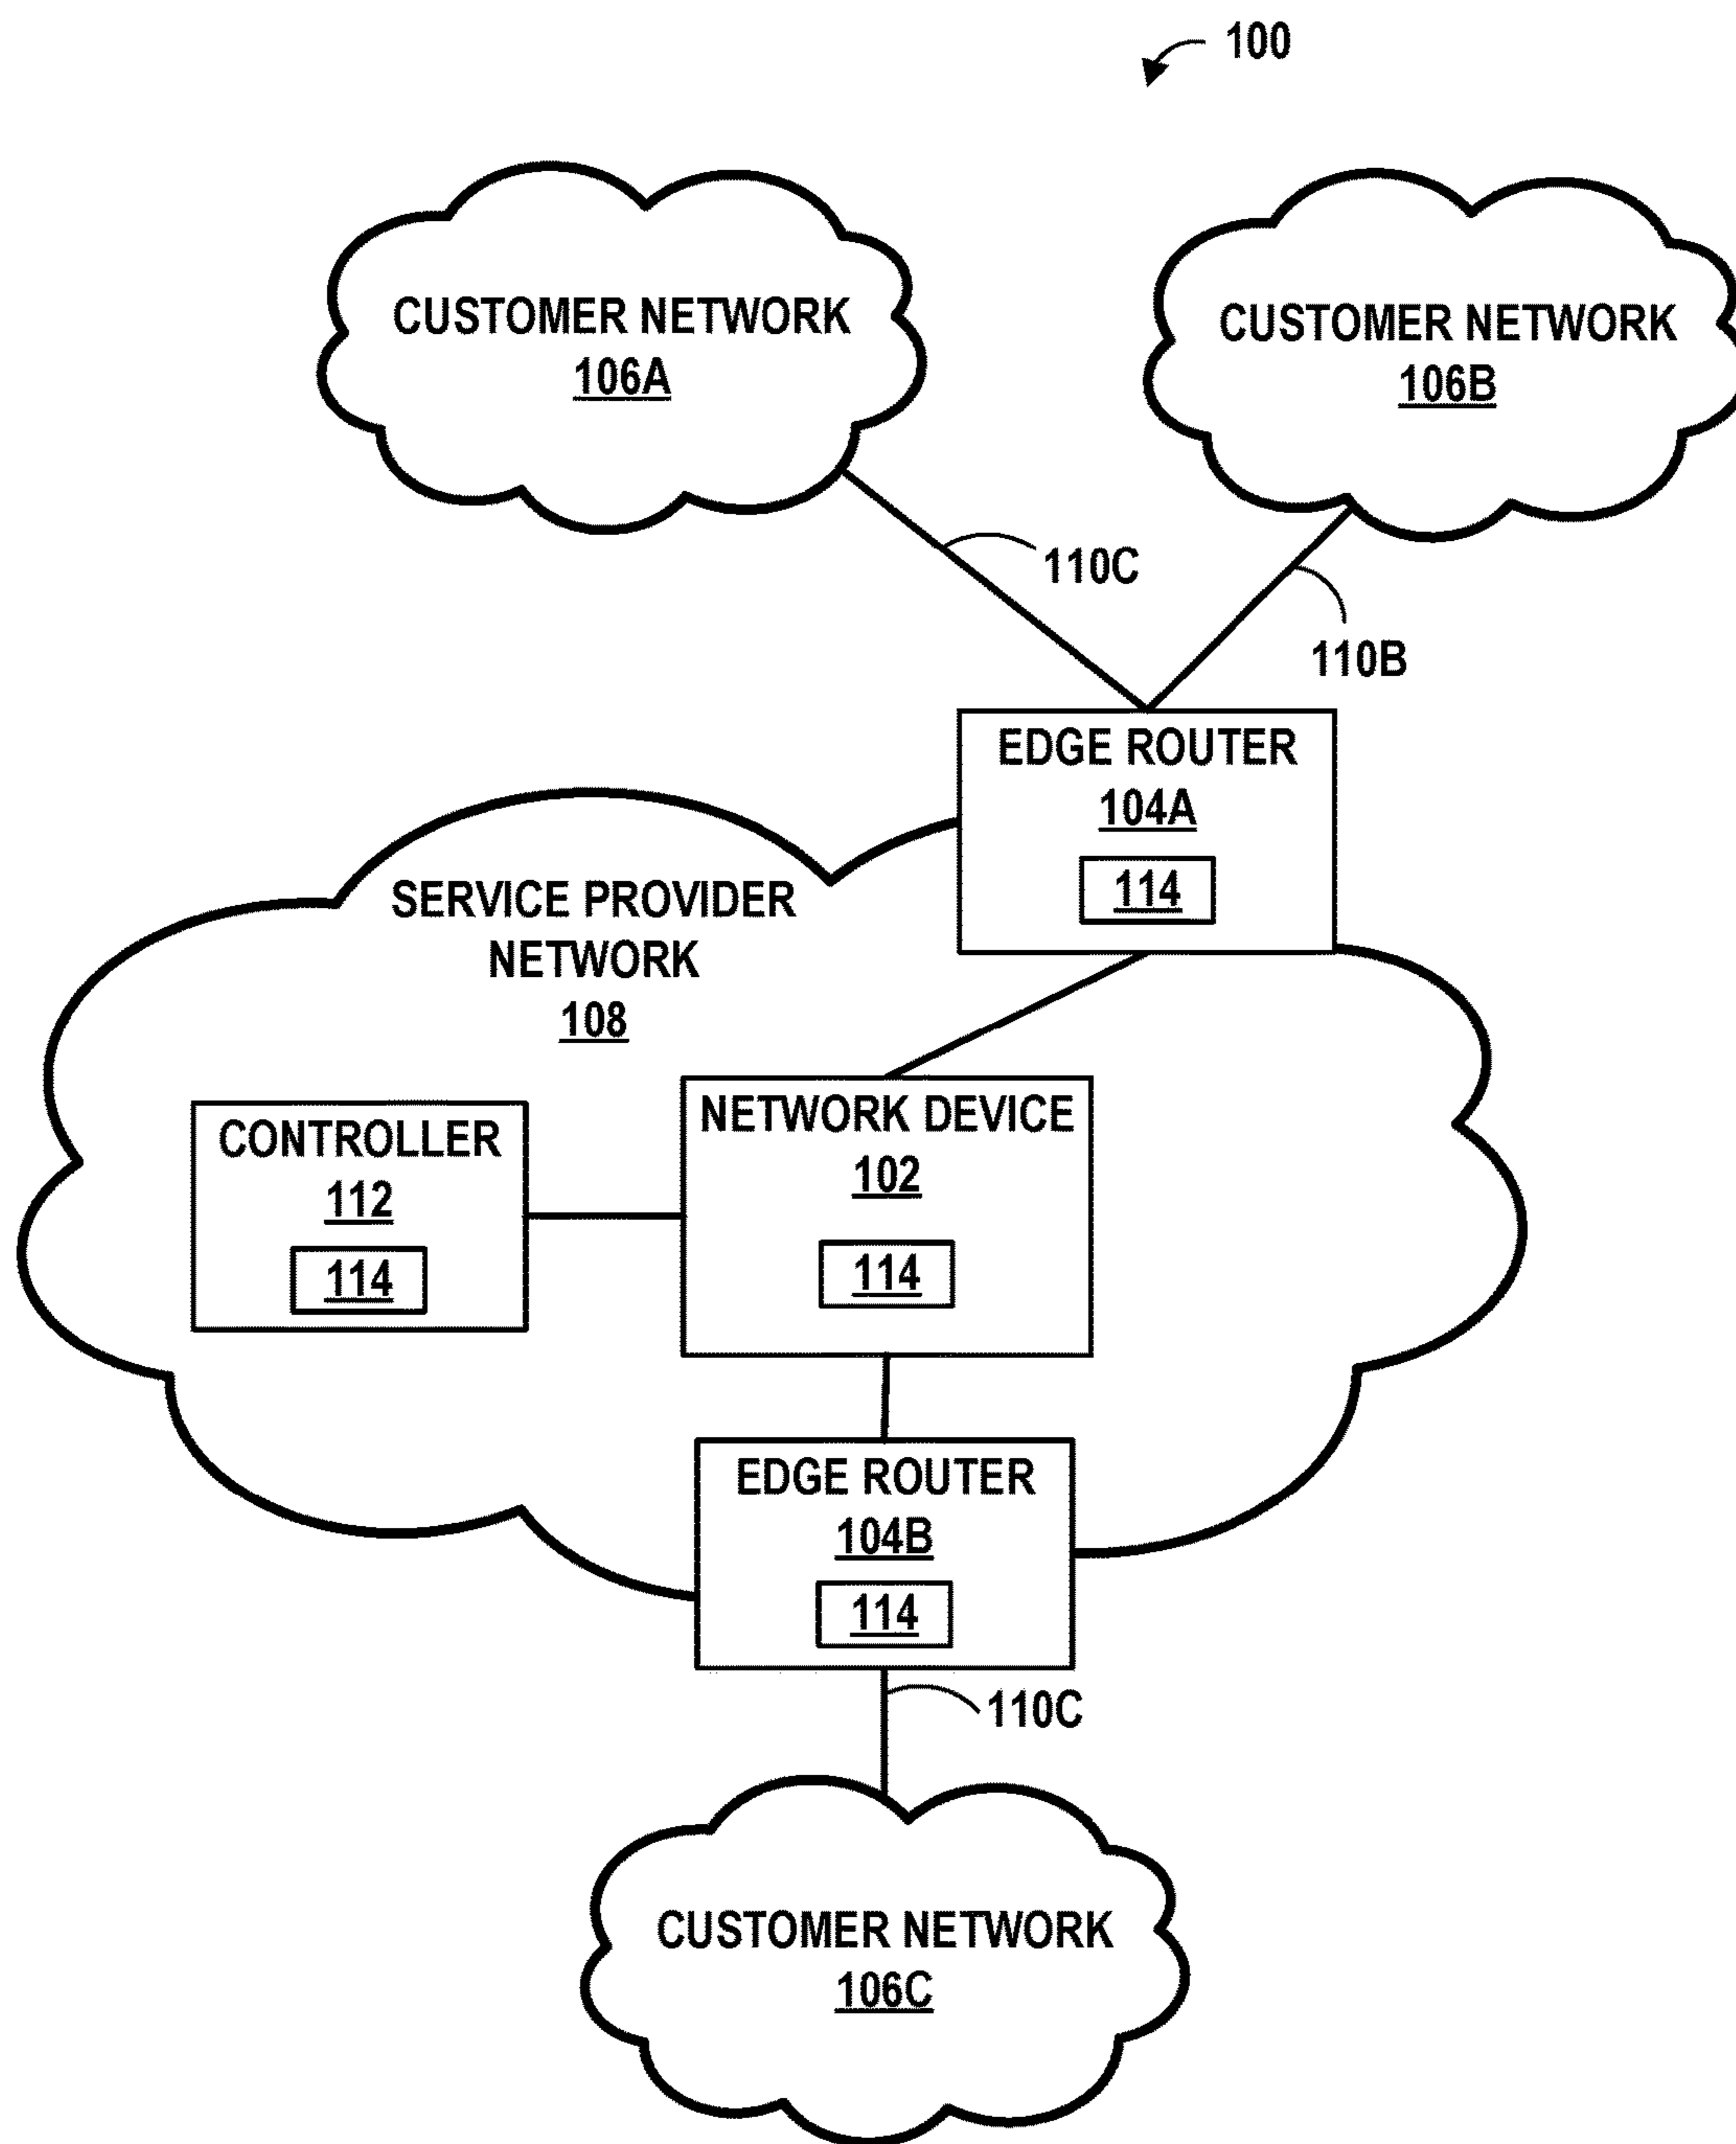 100
CUSTOMER NETWORK
106A
CUSTOMER NETWORK
106B
110C
110B
EDGE ROUTER
104A
114
SERVICE PROVIDER
NETWORK
108
CONTROLLER
112
114
NETWORK DEVICE
102
114
EDGE ROUTER
104B
114
110C
CUSTOMER NETWORK
106C